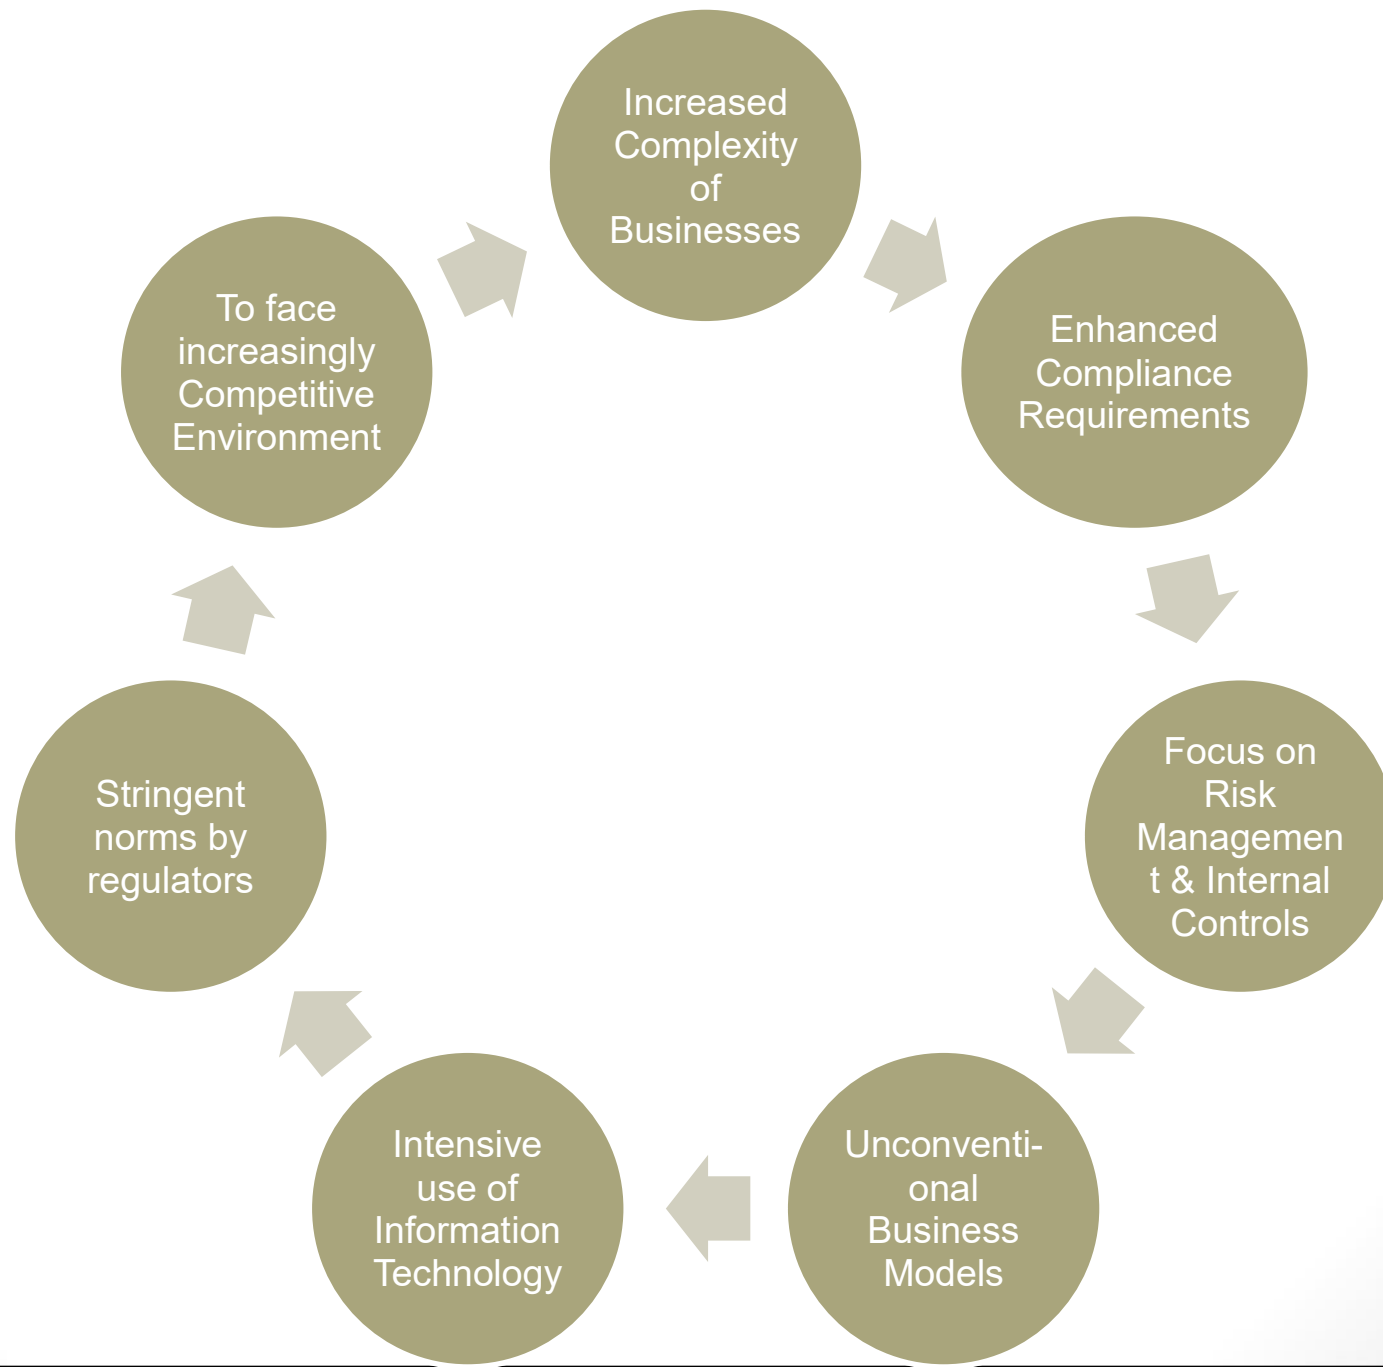 Increased
Complexity
of
Businesses
Enhanced
Compliance
Requirements
Focus on
Risk
Managemen
t & Internal
Controls
Unconventi-
onal
Business
Models
Intensive
use of
Information
Technology
Stringent
norms by
regulators
To face
increasingly
Competitive
Environment